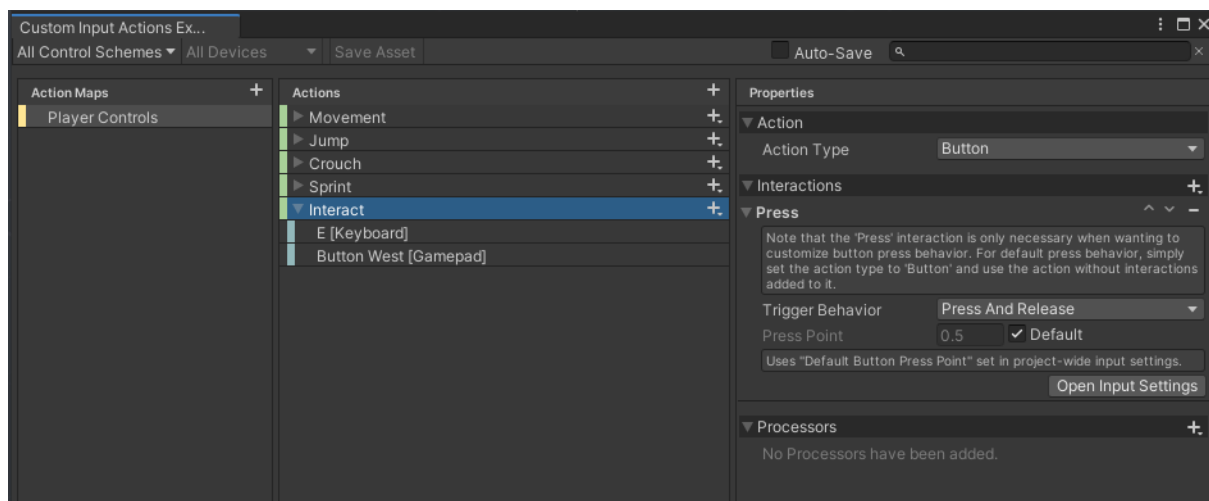 Custom Input Actions Ex...
All Control Schemes All Devices Save Asset Auto-Save
Action Maps
Player Controls
Actions
Movement
Jump
Crouch
Sprint
Interact
E [Keyboard]
Button West [Gamepad]
Properties
Action
Action Type Button
Interactions
Press
Note that the 'Press' interaction is only necessary when wanting to
customize button press behavior. For default press behavior, simply
set the action type to 'Button' and use the action without interactions
added to it.
Trigger Behavior Press And Release
Press Point 0.5 Default
Uses "Default Button Press Point" set in project-wide input settings.
Open Input Settings
Processors
No Processors have been added.